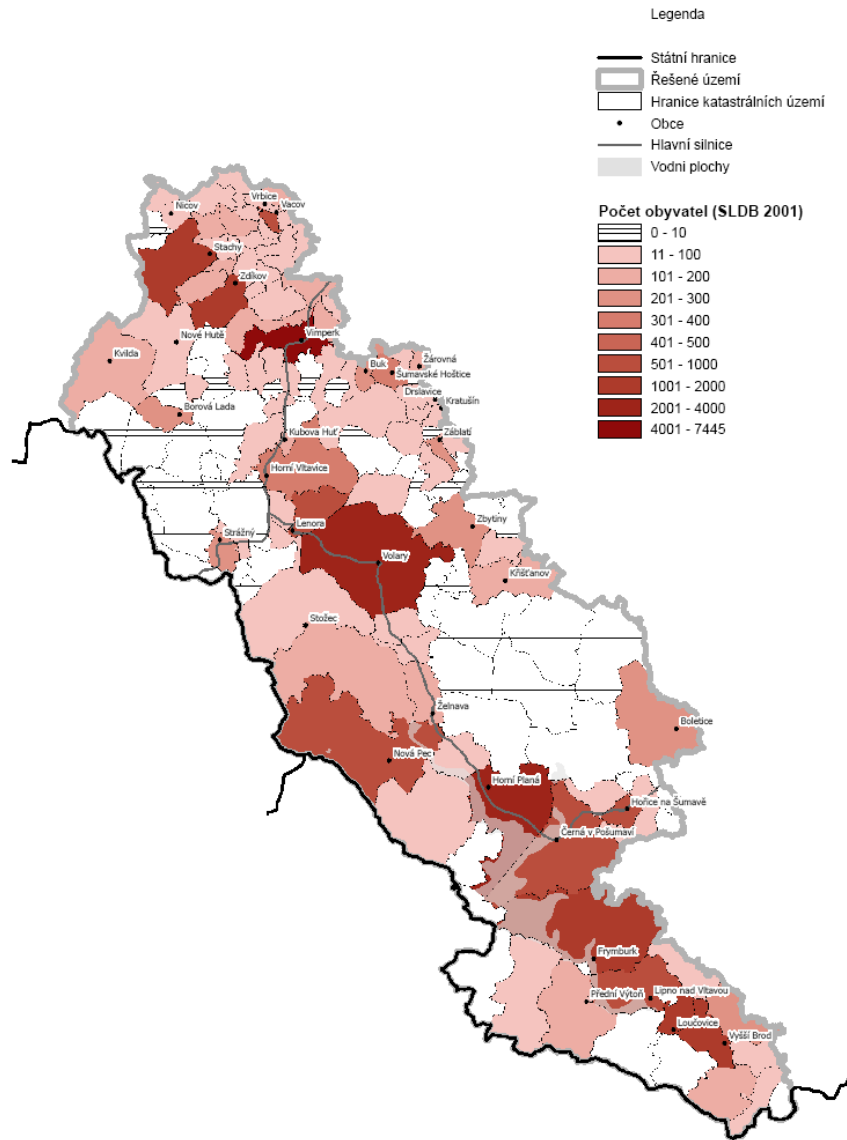 Legenda
Státní hranice
Řešené území
Hranice katastrálních území
Obce
Hlavní silnice
Vodni plochy
Počet obyvatel (SLDB 2001)
0 - 10
11 - 100
101 - 200
201 - 300
301 - 400
401 - 500
501 - 1000
1001 - 2000
2001 - 4000
4001 - 7445
Vrbice
Nicov
Vacov
Stachy
Zdíkov
Nové Hutě
Vimperk
Kvilda
Buk
Žárovná
Šumavské Hoštice
Drslavice
Kratušín
Borová Lada
Kubova Huť
Záblatí
Horní Vltavice
Zbytiny
Lenora
Strážný
Volary
Křišťanov
Stožec
Želnava
Boletice
Nová Pec
Horní Planá
Hořice na Šumavě
Černá v Pošumaví
Frymburk
Přední Výtoň
Lipno nad Vltavou
Loučovice
Vyšší Brod